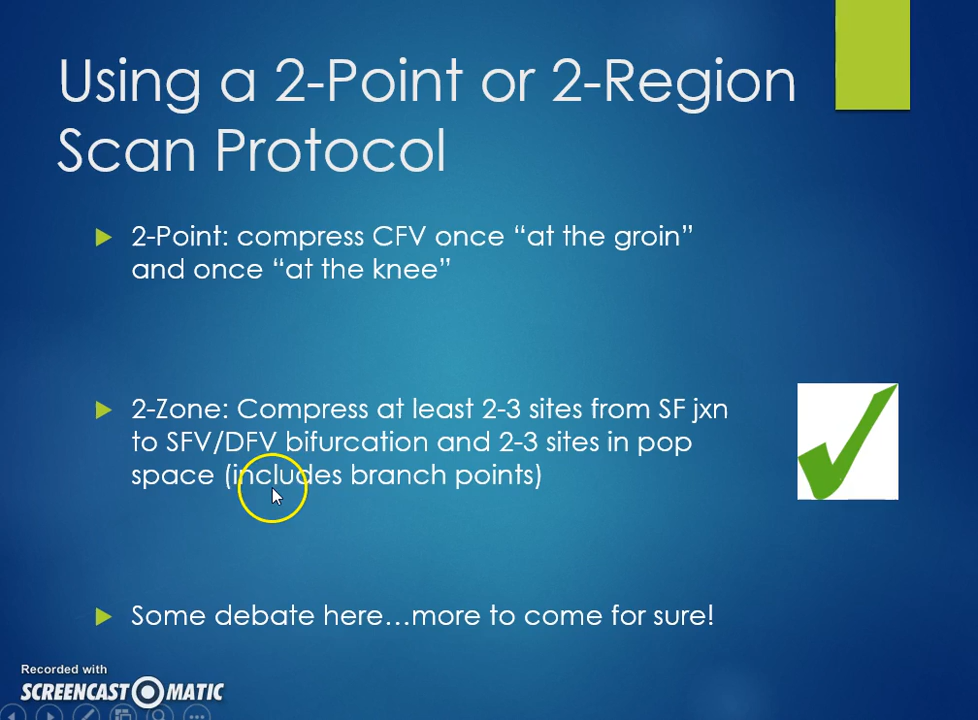 Using a 2-Point or 2-Region
Scan Protocol
2-Point: compress CFV once “at the groin”
and once “at the knee”
2-Zone: Compress at least 2-3 sites from SF jxn
to SFV/DFV bifurcation and 2-3 sites in pop
space (includes branch points)
Some debate here...more to come for sure!
Recorded with
SCREENCAST MATIC